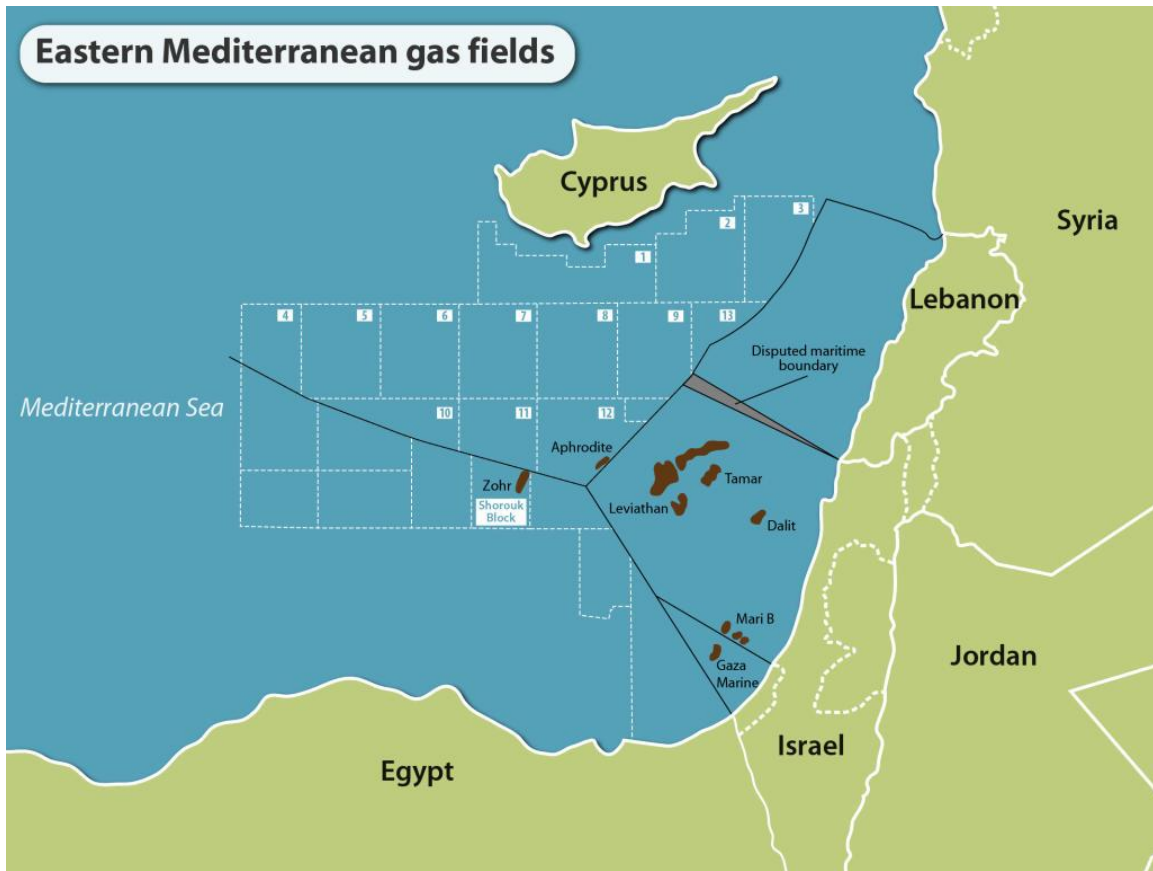 Eastern Mediterranean gas fields
Cyprus
Syria
Lebanon
3
2
1
4
5
6
7
8
9
13
Disputed maritime
boundary
Mediterranean Sea
10
11
12
Aphrodite
Zohr
Shorouk
Block
Leviathan
Tamar
Dalit
Mari B
Gaza
Marine
Jordan
Israel
Egypt